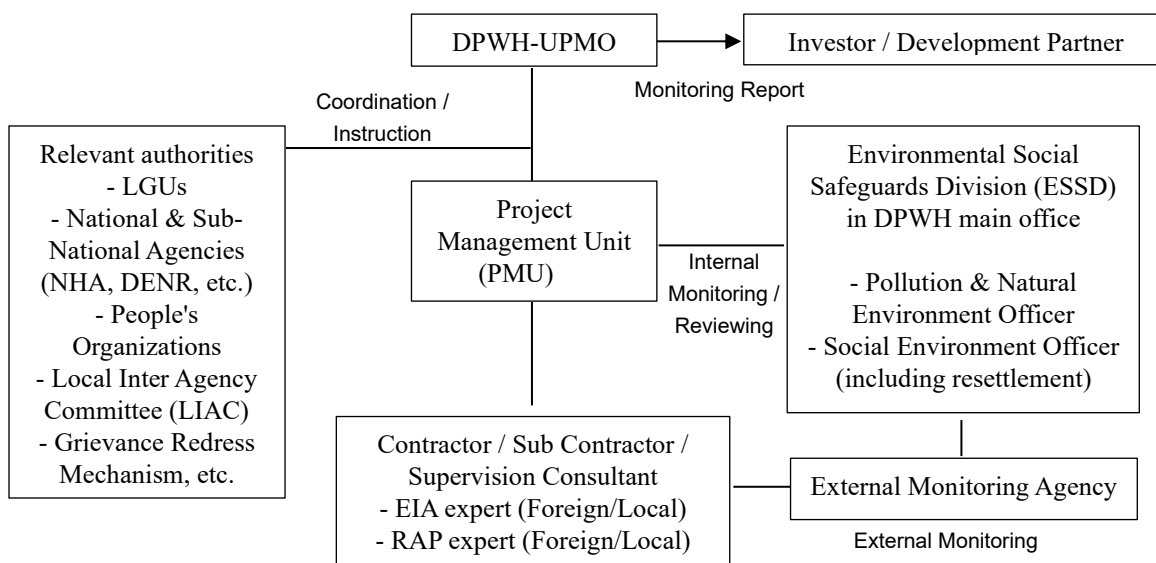 DPWH-UPMO
Investor / Development Partner
Monitoring Report
Coordination /
Instruction
Relevant authorities
- LGUs
- National & Sub-
National Agencies
(NHA, DENR, etc.)
- People's
Organizations
- Local Inter Agency
Committee (LIAC)
- Grievance Redress
Mechanism, etc.
Project
Management Unit
(PMU)
Internal
Monitoring /
Reviewing
Environmental Social
Safeguards Division (ESSD)
in DPWH main office
- Pollution & Natural
Environment Officer
- Social Environment Officer
(including resettlement)
Contractor / Sub Contractor /
Supervision Consultant
- EIA expert (Foreign/Local)
- RAP expert (Foreign/Local)
External Monitoring Agency
External Monitoring